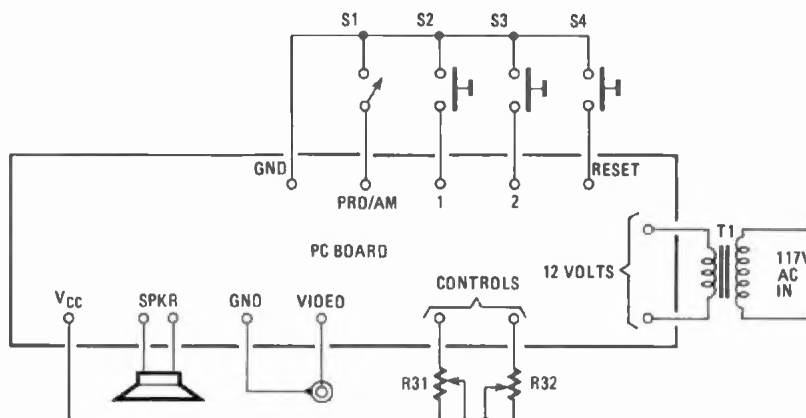 S1 S2 S3 S4
GND RESET
PRO/AM 1 2
T1
PC BOARD
12 VOLTS
117V
AC
IN
CONTROLS
VCC SPKR GND VIDEO
R31 R32